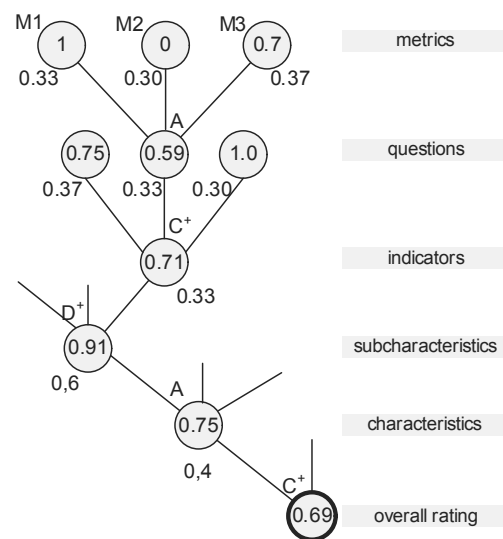 M1 M2 M3
1 0 0.7 metrics
0.33 0.30 0.37
A
0.75 0.59 1.0 questions
0.37 0.33 0.30
C+
0.71 indicators
0.33
D+
0.91 subcharacteristics
0,6
A
0.75 characteristics
0,4
C+
0.69 overall rating